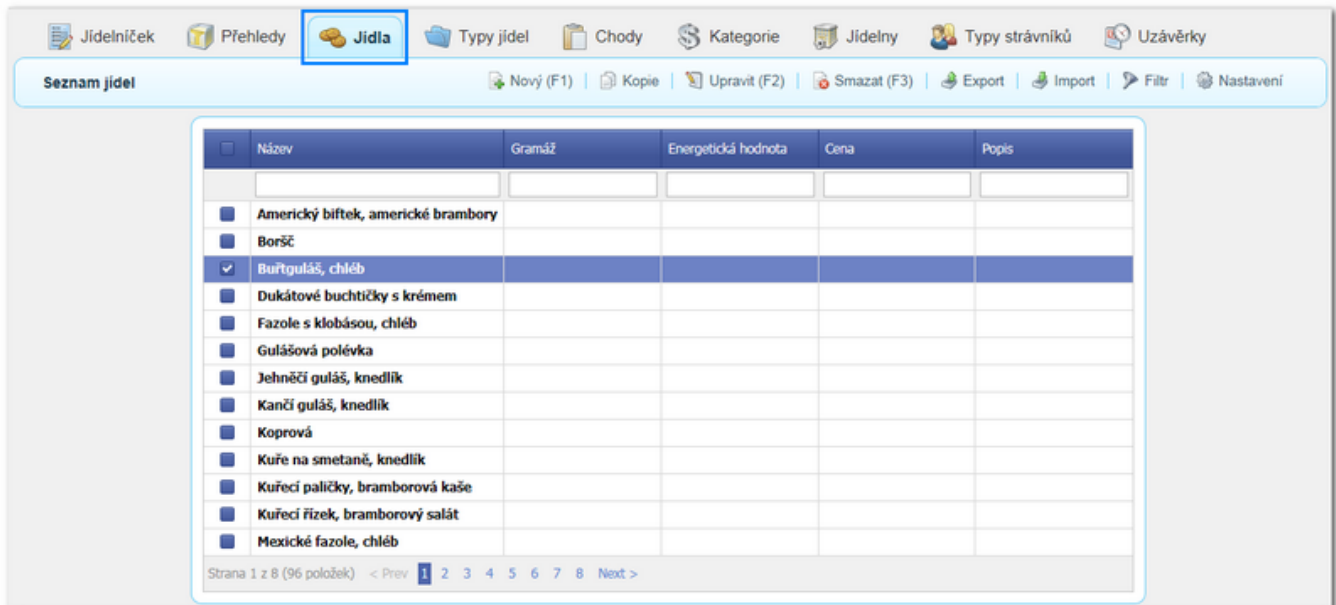 Jídelníček Přehledy Jídla Typy jídel Chody Kategorie Jídelny Typy strávníků Uzávěrky
Seznam jídel Nový (F1) | Kopie | Upravit (F2) | Smazat (F3) | Export | Import | Filtr | Nastavení
Název Gramáž Energetická hodnota Cena Popis
Americký biftek, americké brambory
Boršč
Buřtguláš, chléb
Dukátové buchtičky s krémem
Fazole s klobásou, chléb
Gulášová polévka
Jehněčí guláš, knedlík
Kančí guláš, knedlík
Koprová
Kuře na smetaně, knedlík
Kuřecí paličky, bramborová kaše
Kuřecí řízek, bramborový salát
Mexické fazole, chléb
Strana 1 z 8 (96 položek) < Prev 1 2 3 4 5 6 7 8 Next >